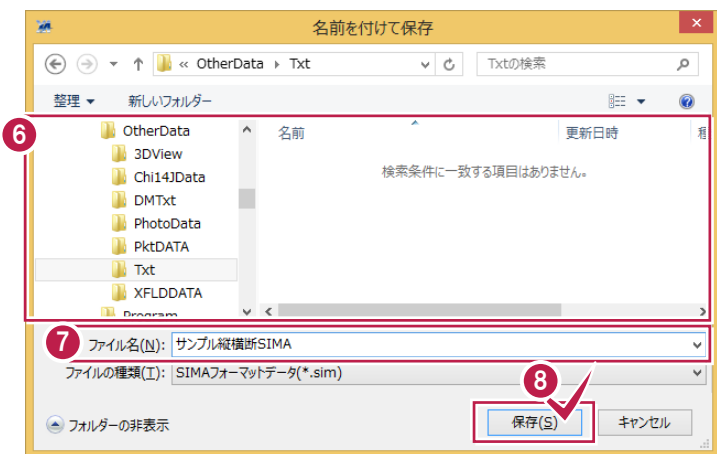 名前を付けて保存
« OtherData ▸ Txt Txtの検索
整理 ▼ 新しいフォルダー
6
OtherData
3DView
Chi14JData
DMTxt
PhotoData
PktDATA
Txt
XFLDDATA
Program
名前 更新日時 種
検索条件に一致する項目はありません。
7
ファイル名(N): サンプル縦横断SIMA
ファイルの種類(T): SIMAフォーマットデータ(*.sim)
8
フォルダーの非表示 保存(S) キャンセル